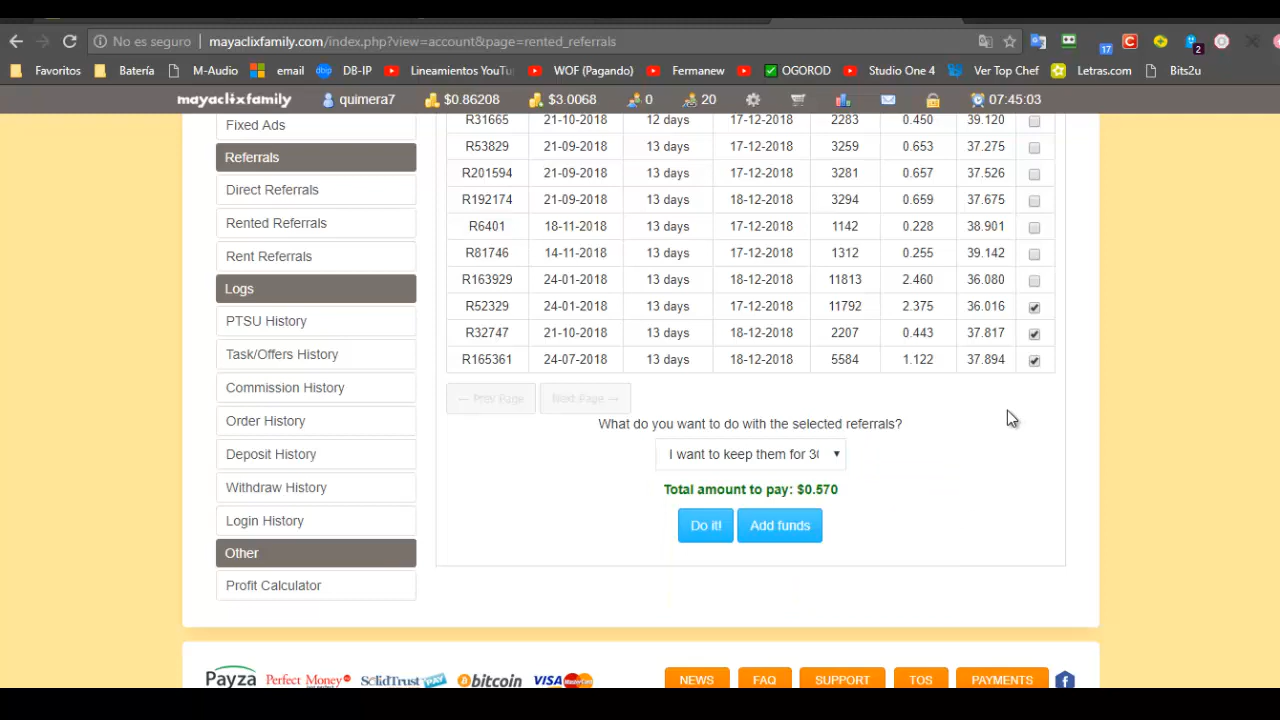 No es seguro | mayaclixfamily.com/index.php?view=account&page=rented_referrals
17 2
Favoritos Batería M-Audio email DB-IP Lineamientos YouTu WOF (Pagando) Fermanew OGOROD Studio One 4 Ver Top Chef Letras.com Bits2u
mayaclixfamily quimera7 $0.86208 $3.0068 0 20 07:45:03
Fixed Ads
Referrals
Direct Referrals
Rented Referrals
Rent Referrals
Logs
PTSU History
Task/Offers History
Commission History
Order History
Deposit History
Withdraw History
Login History
Other
Profit Calculator
R31665 21-10-2018 12 days 17-12-2018 2283 0.450 39.120
R53829 21-09-2018 13 days 17-12-2018 3259 0.653 37.275
R201594 21-09-2018 13 days 17-12-2018 3281 0.657 37.526
R192174 21-09-2018 13 days 17-12-2018 3294 0.659 37.675
R6401 18-11-2018 13 days 17-12-2018 1142 0.228 38.901
R81746 14-11-2018 13 days 17-12-2018 1312 0.255 39.142
R163929 24-01-2018 13 days 18-12-2018 11813 2.460 36.080
R52329 24-01-2018 13 days 17-12-2018 11792 2.375 36.016
R32747 21-10-2018 13 days 18-12-2018 2207 0.443 37.817
R165361 24-07-2018 13 days 18-12-2018 5584 1.122 37.894
← Prev Page Next Page →
What do you want to do with the selected referrals?
I want to keep them for 30
Total amount to pay: $0.570
Do it! Add funds
Payza Perfect Money SolidTrustPAY bitcoin VISA MasterCard NEWS FAQ SUPPORT TOS PAYMENTS f